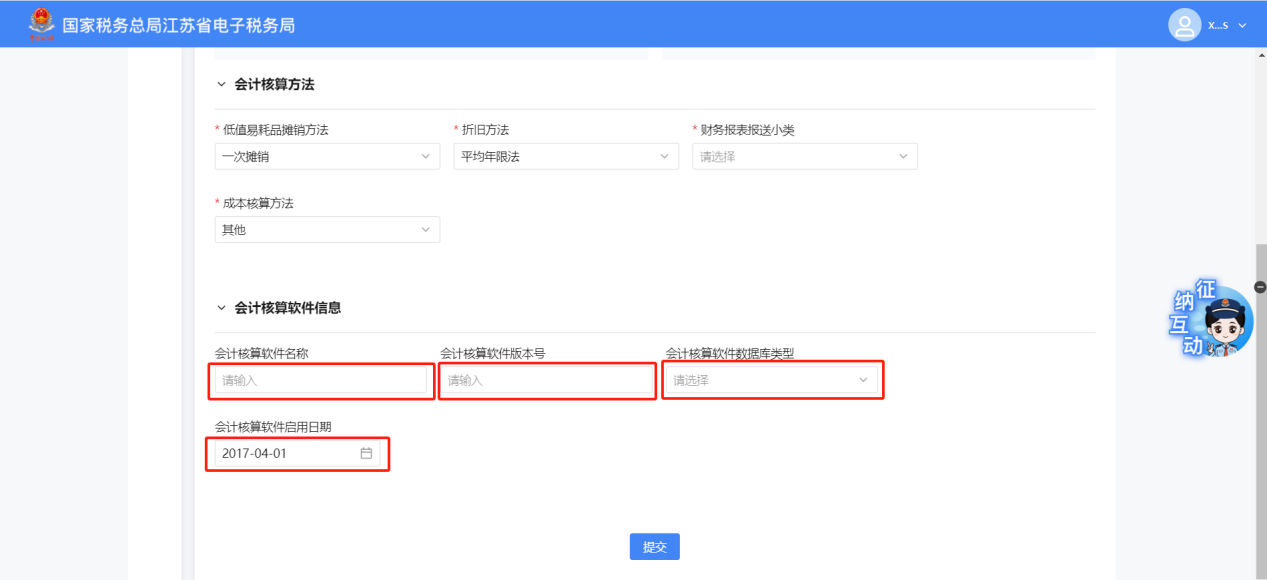 国家税务总局江苏省电子税务局
x...s
会计核算方法
* 低值易耗品摊销方法 * 折旧方法 * 财务报表报送小类
一次摊销 平均年限法 请选择
* 成本核算方法
其他
会计核算软件信息
会计核算软件名称 会计核算软件版本号 会计核算软件数据库类型
请输入 请输入 请选择
会计核算软件启用日期
2017-04-01
征纳互动
提交